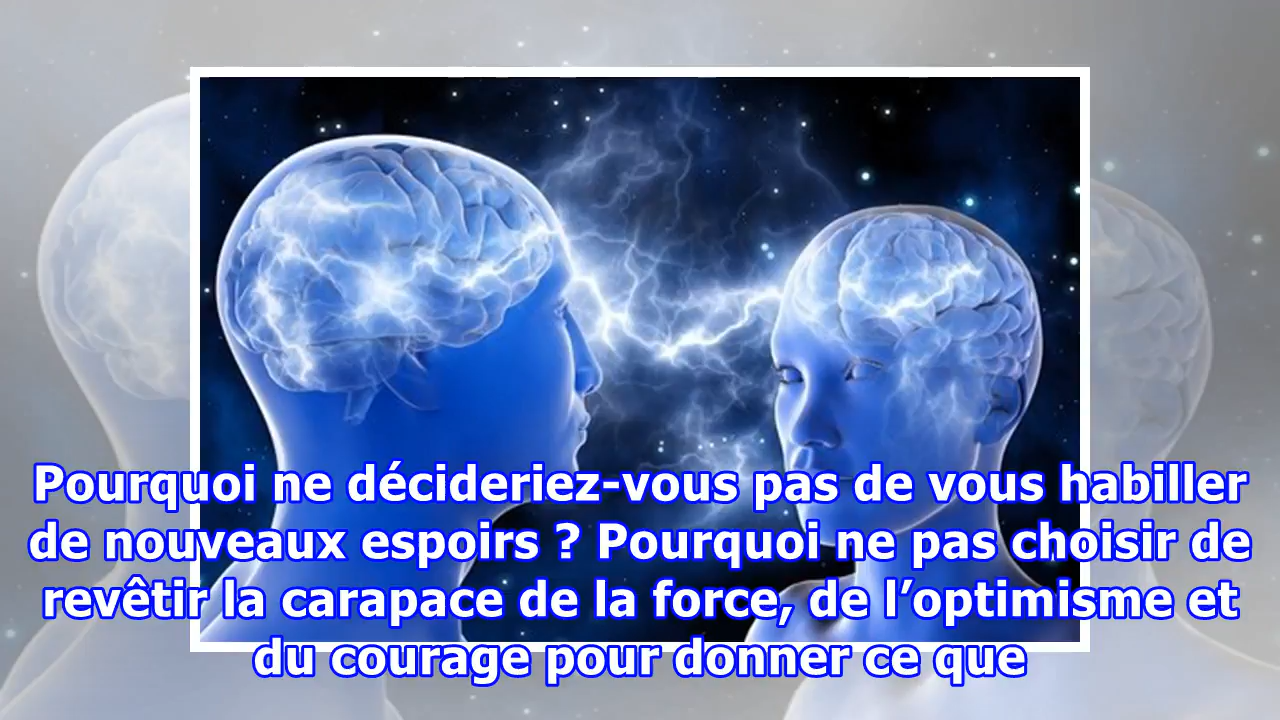 Pourquoi ne décideriez-vous pas de vous habiller
de nouveaux espoirs ? Pourquoi ne pas choisir de
revêtir la carapace de la force, de l’optimisme et
du courage pour donner ce que